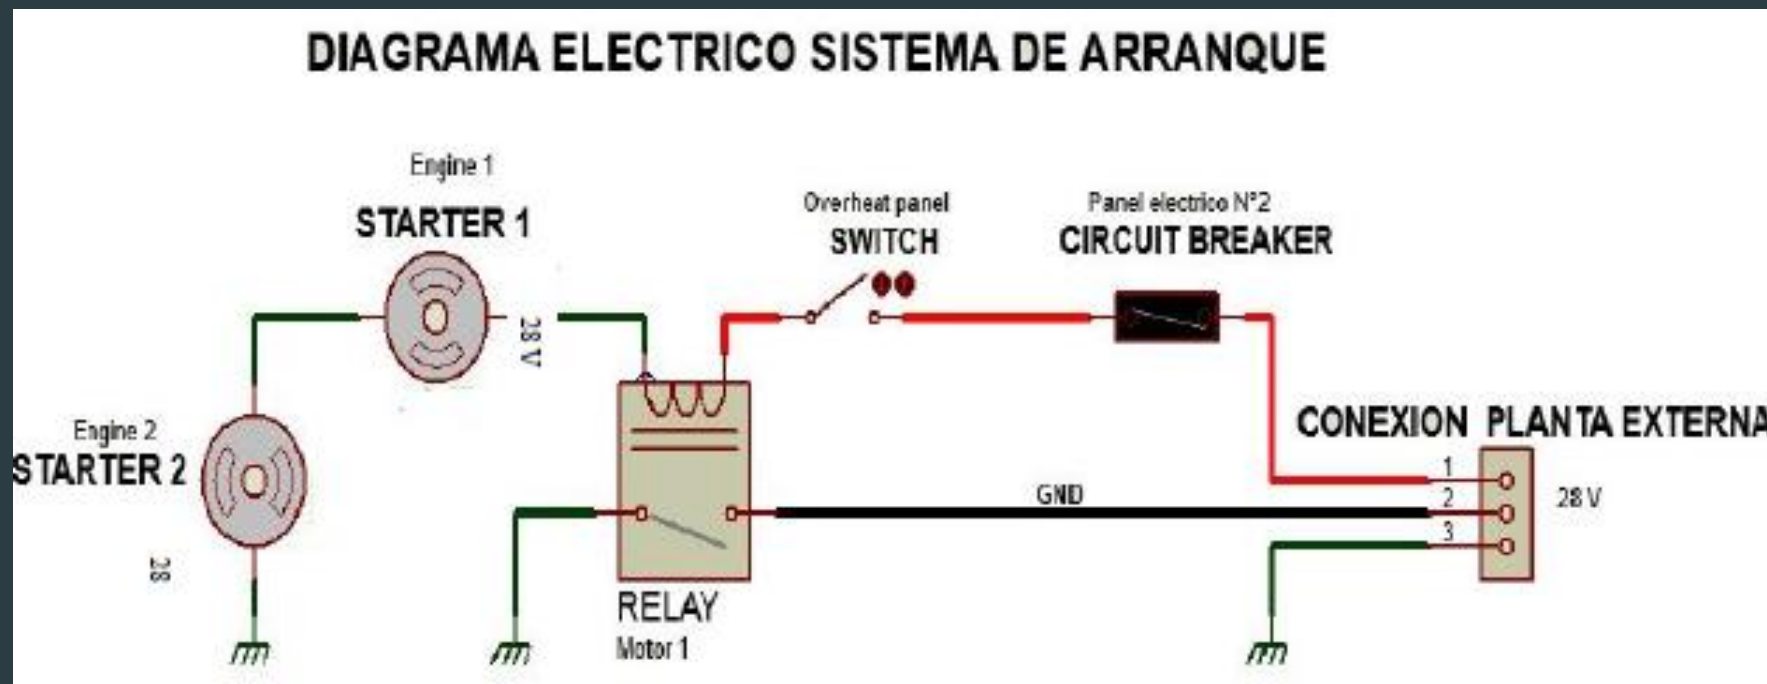 DIAGRAMA ELECTRICO SISTEMA DE ARRANQUE
Engine 1
STARTER 1
28 V
Overheat panel
SWITCH
Panel electrico N°2
CIRCUIT BREAKER
Engine 2
STARTER 2
28
CONEXION PLANTA EXTERNA
1
2
3
28 V
GND
RELAY
Motor 1